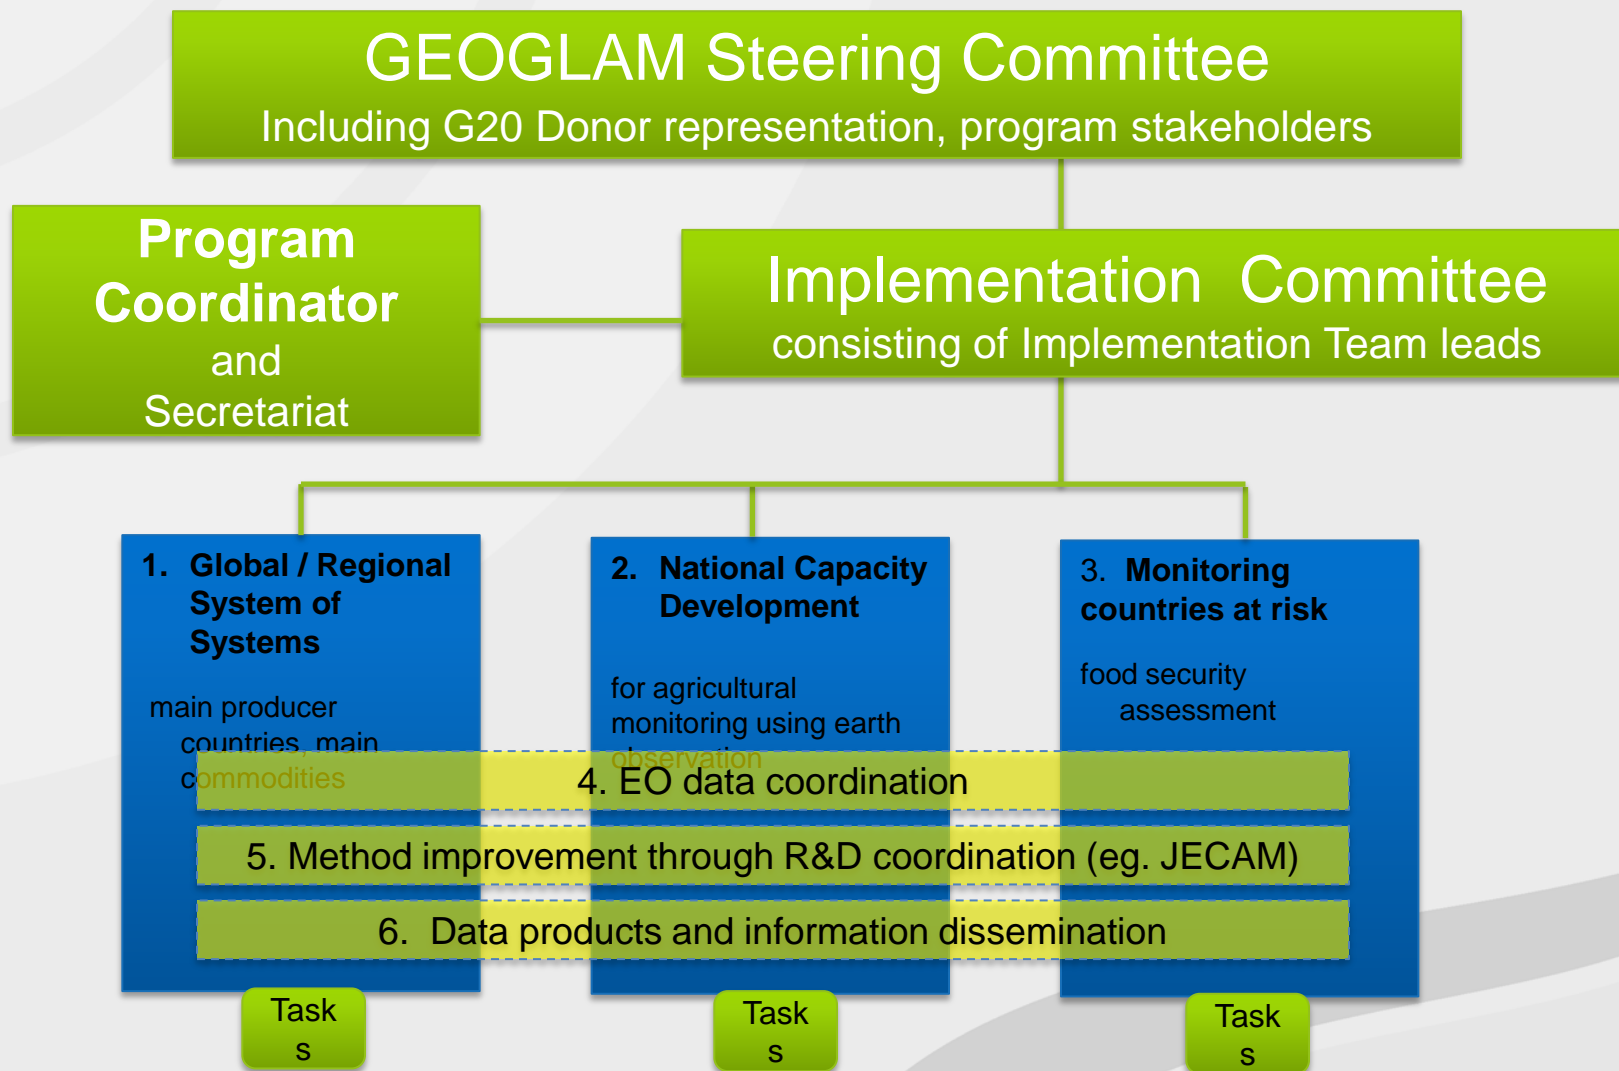 GEOGLAM Steering Committee
Including G20 Donor representation, program stakeholders
Program
Coordinator
and
Secretariat
Implementation Committee
consisting of Implementation Team leads
1. Global / Regional
System of
Systems
main producer
countries, main
commodities
2. National Capacity
Development
for agricultural
monitoring using earth
observation
3. Monitoring
countries at risk
food security
assessment
4. EO data coordination
5. Method improvement through R&D coordination (eg. JECAM)
6. Data products and information dissemination
Task
s
Task
s
Task
s